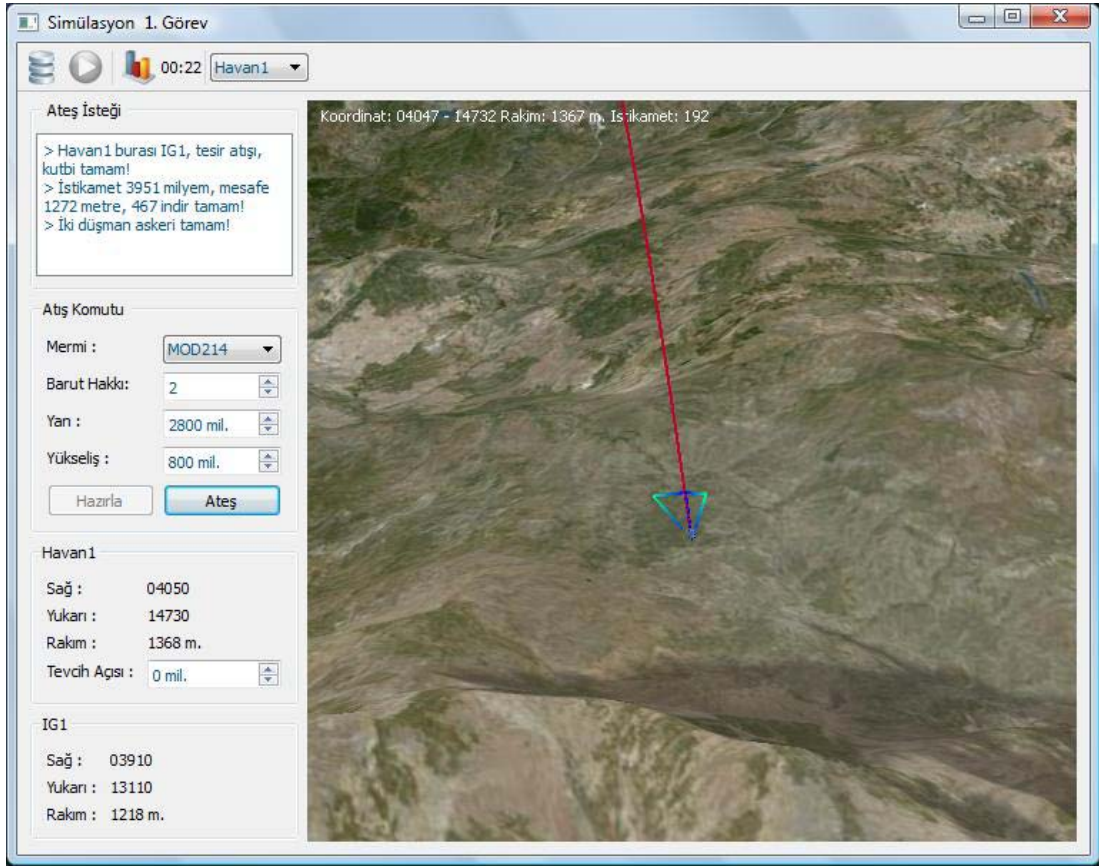 Simülasyon 1. Görev
00:22 Havan1
Ateş İsteği
> Havan1 burası IG1, tesir atışı,
kutbi tamam!
> İstikamet 3951 milyem, mesafe
1272 metre, 467 indir tamam!
> İki düşman askeri tamam!
Atış Komutu
Mermi : MOD214
Barut Hakkı: 2
Yan : 2800 mil.
Yükseliş : 800 mil.
Hazırla Ateş
Havan1
Sağ : 04050
Yukarı : 14730
Rakım : 1368 m.
Tevcih Açısı : 0 mil.
IG1
Sağ : 03910
Yukarı : 13110
Rakım : 1218 m.
Koordinat: 04047 - 14732 Rakim: 1367 m. Istikamet: 192